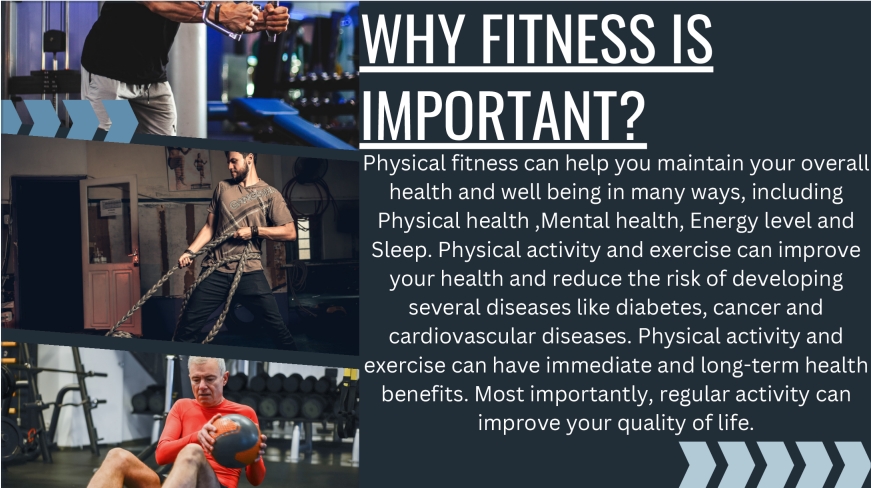 WHY FITNESS IS
IMPORTANT?
Physical fitness can help you maintain your overall
health and well being in many ways, including
Physical health ,Mental health, Energy level and
Sleep. Physical activity and exercise can improve
your health and reduce the risk of developing
several diseases like diabetes, cancer and
cardiovascular diseases. Physical activity and
exercise can have immediate and long-term health
benefits. Most importantly, regular activity can
improve your quality of life.